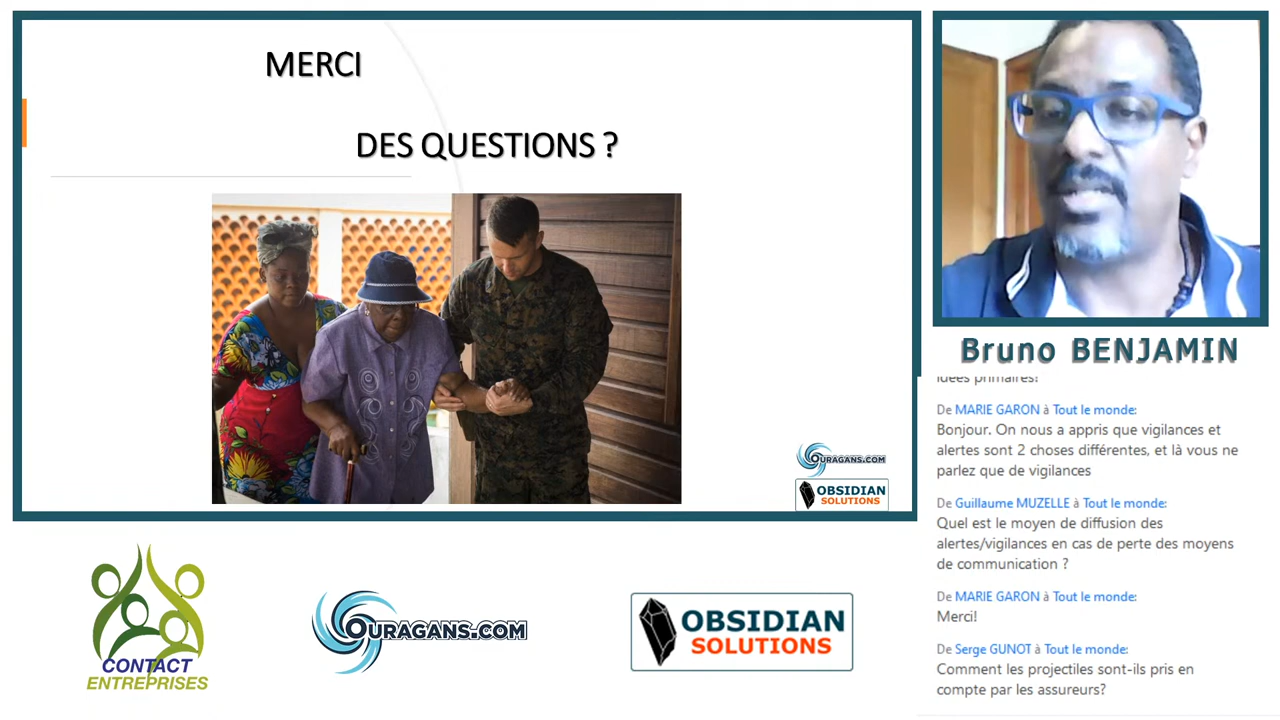 MERCI
DES QUESTIONS ?
OURAGANS.COM
OBSIDIAN
SOLUTIONS
CONTACT
ENTREPRISES
OURAGANS.COM
OBSIDIAN
SOLUTIONS
Bruno BENJAMIN
idées primaires!
De MARIE GARON à Tout le monde:
Bonjour. On nous a appris que vigilances et
alertes sont 2 choses différentes, et là vous ne
parlez que de vigilances
De Guillaume MUZELLE à Tout le monde:
Quel est le moyen de diffusion des
alertes/vigilances en cas de perte des moyens
de communication ?
De MARIE GARON à Tout le monde:
Merci!
De Serge GUNOT à Tout le monde:
Comment les projectiles sont-ils pris en
compte par les assureurs?